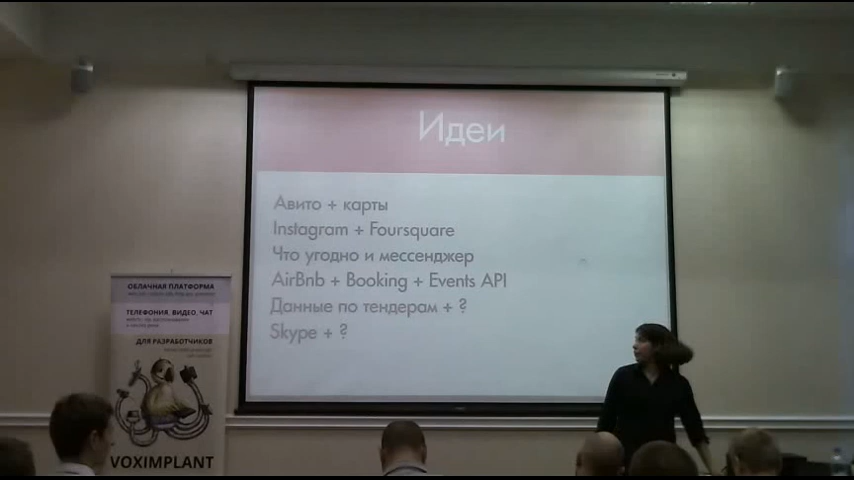 Идеи
Авито + карты
Instagram + Foursquare
Что угодно и мессенджер
AirBnb + Booking + Events API
Данные по тендерам + ?
Skype + ?
ОБЛАЧНАЯ ПЛАТФОРМА
ТЕЛЕФОНИЯ, ВИДЕО, ЧАТ
ДЛЯ РАЗРАБОТЧИКОВ
VOXIMPLANT